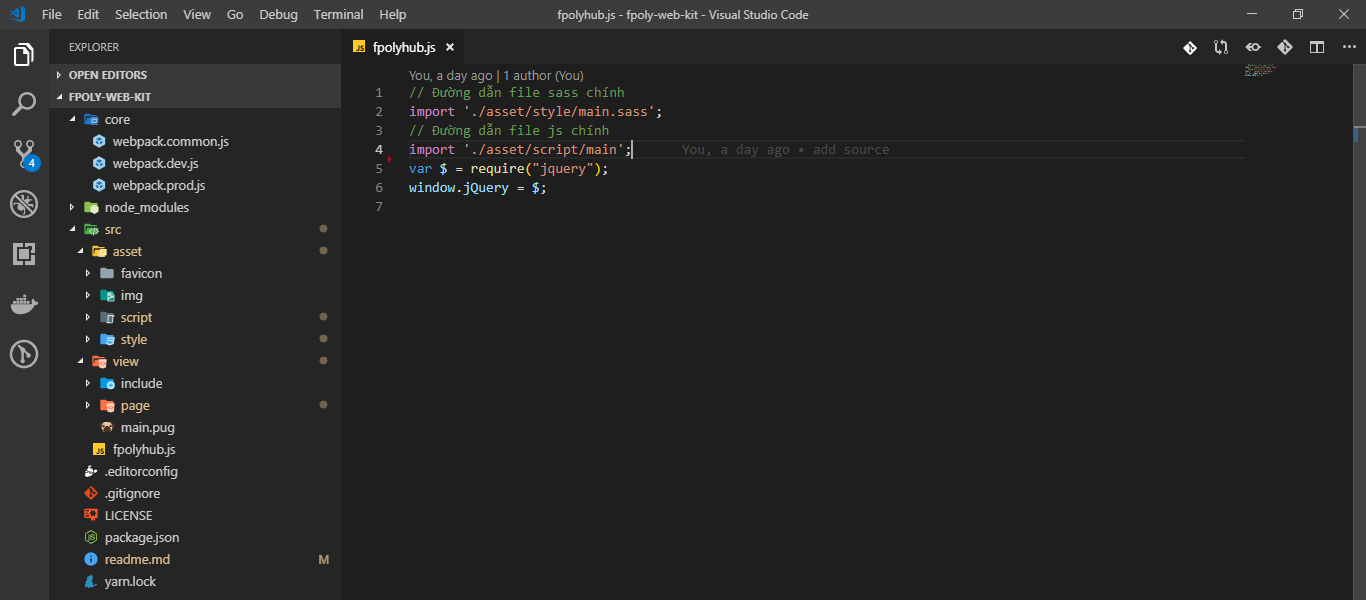 File Edit Selection View Go Debug Terminal Help
fpolyhub.js - fpoly-web-kit - Visual Studio Code
EXPLORER
OPEN EDITORS
FPOLY-WEB-KIT
core
webpack.common.js
webpack.dev.js
webpack.prod.js
node_modules
src
asset
favicon
img
script
style
view
include
page
main.pug
JS fpolyhub.js
.editorconfig
.gitignore
LICENSE
package.json
readme.md M
yarn.lock
4
JS fpolyhub.js
You, a day ago | 1 author (You)
1 // Đường dẫn file sass chính
2 import './asset/style/main.sass';
3 // Đường dẫn file js chính
4 import './asset/script/main'; You, a day ago • add source
5 var $ = require("jquery");
6 window.jQuery = $;
7